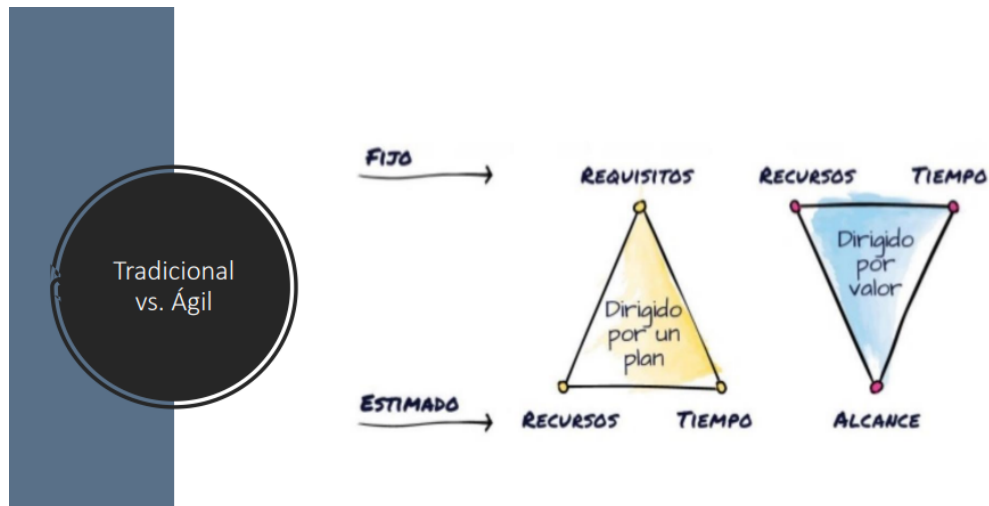 Tradicional
vs. Ágil
FIJO
REQUISITOS
RECURSOS
TIEMPO
Dirigido
por un
plan
Dirigido
por
valor
ESTIMADO
RECURSOS
TIEMPO
ALCANCE